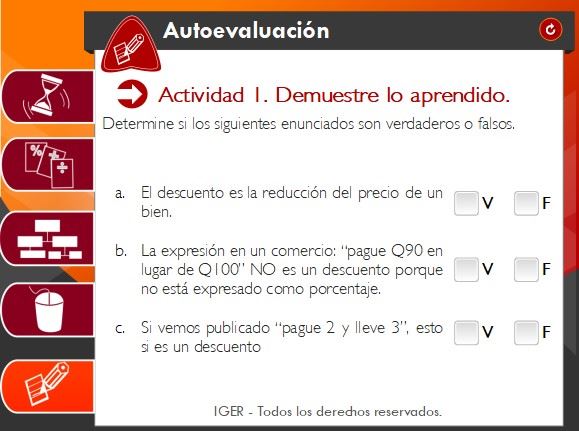 Autoevaluación
Actividad 1. Demuestre lo aprendido.
Determine si los siguientes enunciados son verdaderos o falsos.
a. El descuento es la reducción del precio de un
bien.
V F
b. La expresión en un comercio: “pague Q90 en
lugar de Q100” NO es un descuento porque
no está expresado como porcentaje.
V F
c. Si vemos publicado “pague 2 y lleve 3”, esto
si es un descuento
V F
IGER - Todos los derechos reservados.